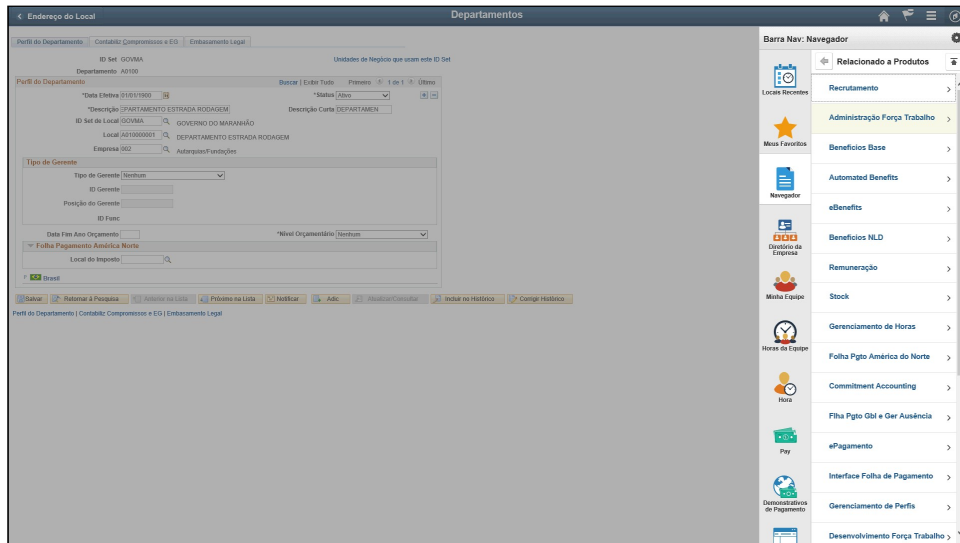 Endereço do Local
Departamentos
Perfil do Departamento
Contabiliz Compromissos e EG
Embasamento Legal
ID Set GOVMA
Unidades de Negócio que usam este ID Set
Departamento A0100
Perfil do Departamento
Buscar | Exibir Tudo Primeiro 1 de 1 Último
*Data Efetiva 01/01/1900
*Status Ativo
*Descrição EPARTAMENTO ESTRADA RODAGEM
Descrição Curta DEPARTAMEN
ID Set de Local GOVMA GOVERNO DO MARANHÃO
Local A010000001 DEPARTAMENTO ESTRADA RODAGEM
Empresa 002 Autarquias/Fundações
Tipo de Gerente
Tipo de Gerente Nenhum
ID Gerente
Posição do Gerente
ID Func
Data Fim Ano Orçamento
*Nível Orçamentário Nenhum
Folha Pagamento América Norte
Local do Imposto
Brasil
Salvar
Retornar à Pesquisa
Anterior na Lista
Próximo na Lista
Notificar
Adic
Atualizar/Consultar
Incluir no Histórico
Corrigir Histórico
Perfil do Departamento | Contabiliz Compromissos e EG | Embasamento Legal
Barra Nav: Navegador
Locais Recentes
Meus Favoritos
Navegador
Diretório da
Empresa
Minha Equipe
Horas da Equipe
Hora
Pay
Demonstrativos
de Pagamento
Relacionado a Produtos
Recrutamento
Administração Força Trabalho
Benefícios Base
Automated Benefits
eBenefits
Benefícios NLD
Remuneração
Stock
Gerenciamento de Horas
Folha Pgto América do Norte
Commitment Accounting
Flha Pgto Gbl e Ger Ausência
ePagamento
Interface Folha de Pagamento
Gerenciamento de Perfis
Desenvolvimento Força Trabalho